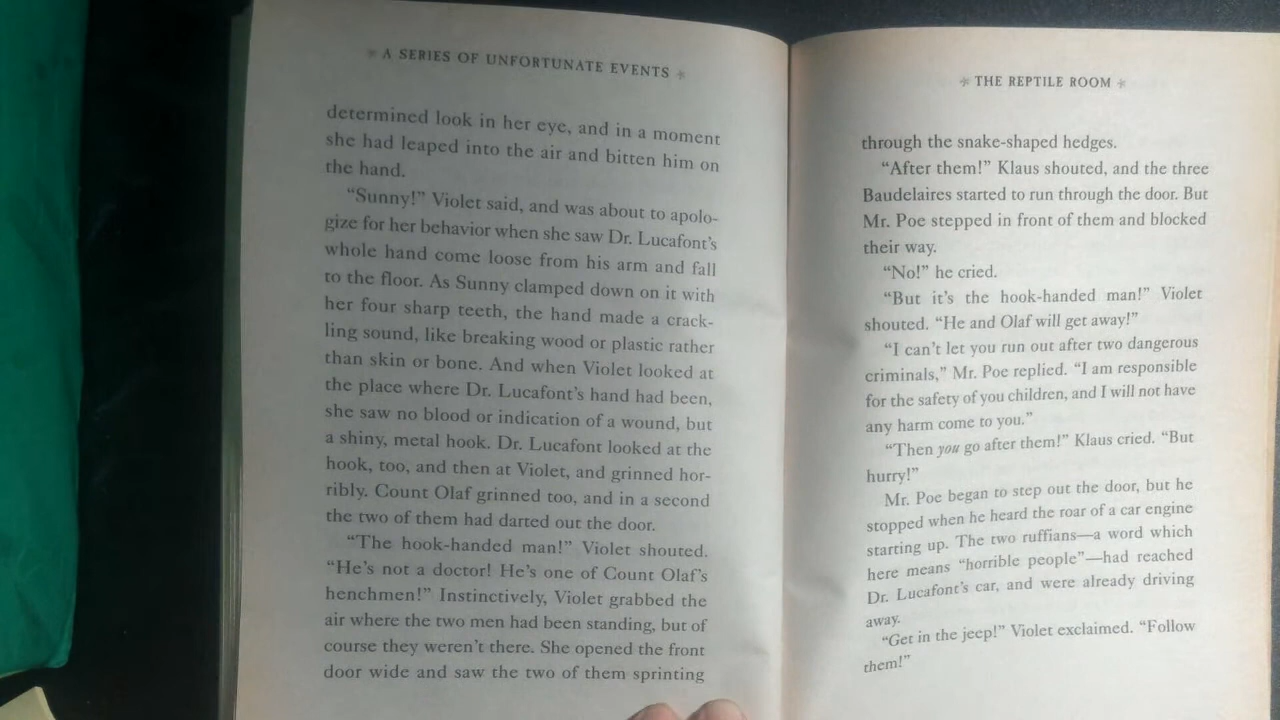 * A SERIES OF UNFORTUNATE EVENTS *
determined look in her eye, and in a moment
she had leaped into the air and bitten him on
the hand.
“Sunny!” Violet said, and was about to apolo-
gize for her behavior when she saw Dr. Lucafont’s
whole hand come loose from his arm and fall
to the floor. As Sunny clamped down on it with
her four sharp teeth, the hand made a crack-
ling sound, like breaking wood or plastic rather
than skin or bone. And when Violet looked at
the place where Dr. Lucafont’s hand had been,
she saw no blood or indication of a wound, but
a shiny, metal hook. Dr. Lucafont looked at the
hook, too, and then at Violet, and grinned hor-
ribly. Count Olaf grinned too, and in a second
the two of them had darted out the door.
“The hook-handed man!” Violet shouted.
“He’s not a doctor! He’s one of Count Olaf’s
henchmen!” Instinctively, Violet grabbed the
air where the two men had been standing, but of
course they weren’t there. She opened the front
door wide and saw the two of them sprinting
* THE REPTILE ROOM *
through the snake-shaped hedges.
“After them!” Klaus shouted, and the three
Baudelaires started to run through the door. But
Mr. Poe stepped in front of them and blocked
their way.
“No!” he cried.
“But it’s the hook-handed man!” Violet
shouted. “He and Olaf will get away!”
“I can’t let you run out after two dangerous
criminals,” Mr. Poe replied. “I am responsible
for the safety of you children, and I will not have
any harm come to you.”
“Then you go after them!” Klaus cried. “But
hurry!”
Mr. Poe began to step out the door, but he
stopped when he heard the roar of a car engine
starting up. The two ruffians—a word which
here means “horrible people”—had reached
Dr. Lucafont’s car, and were already driving
away.
“Get in the jeep!” Violet exclaimed. “Follow
them!”